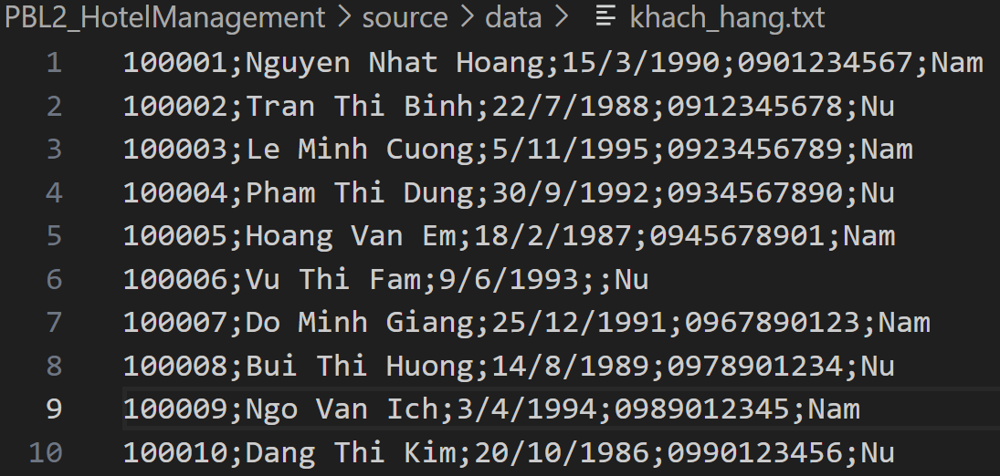 PBL2_HotelManagement > source > data > khach_hang.txt
1 100001;Nguyen Nhat Hoang;15/3/1990;0901234567;Nam
2 100002;Tran Thi Binh;22/7/1988;0912345678;Nu
3 100003;Le Minh Cuong;5/11/1995;0923456789;Nam
4 100004;Pham Thi Dung;30/9/1992;0934567890;Nu
5 100005;Hoang Van Em;18/2/1987;0945678901;Nam
6 100006;Vu Thi Fam;9/6/1993;;Nu
7 100007;Do Minh Giang;25/12/1991;0967890123;Nam
8 100008;Bui Thi Huong;14/8/1989;0978901234;Nu
9 100009;Ngo Van Ich;3/4/1994;0989012345;Nam
10 100010;Dang Thi Kim;20/10/1986;0990123456;Nu